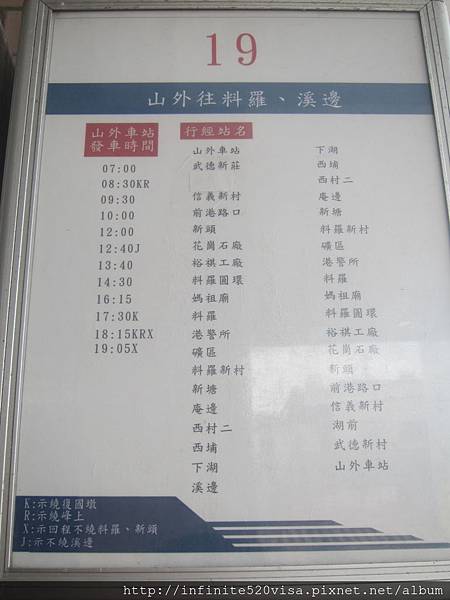 19
山外往料羅、溪邊
山外車站
發車時間
07:00
08:30KR
09:30
10:00
12:00
12:40J
13:40
14:30
16:15
17:30K
18:15KRX
19:05X
行經站名
山外車站
武德新莊
信義新村
前港路口
新頭
花崗石廠
裕祺工廠
料羅圓環
媽祖廟
料羅
港警所
礦區
料羅新村
新塘
庵邊
西村二
西埔
下湖
溪邊
下湖
西埔
西村二
庵邊
新塘
料羅新村
礦區
港警所
料羅
媽祖廟
料羅圓環
裕祺工廠
花崗石廠
新頭
前港路口
信義新村
湖前
武德新村
山外車站
K:示繞復國墩
R:示繞峰上
X:示回程不繞料羅、新頭
J:示不繞溪邊
http://infinite520visa.pixnet.net/album